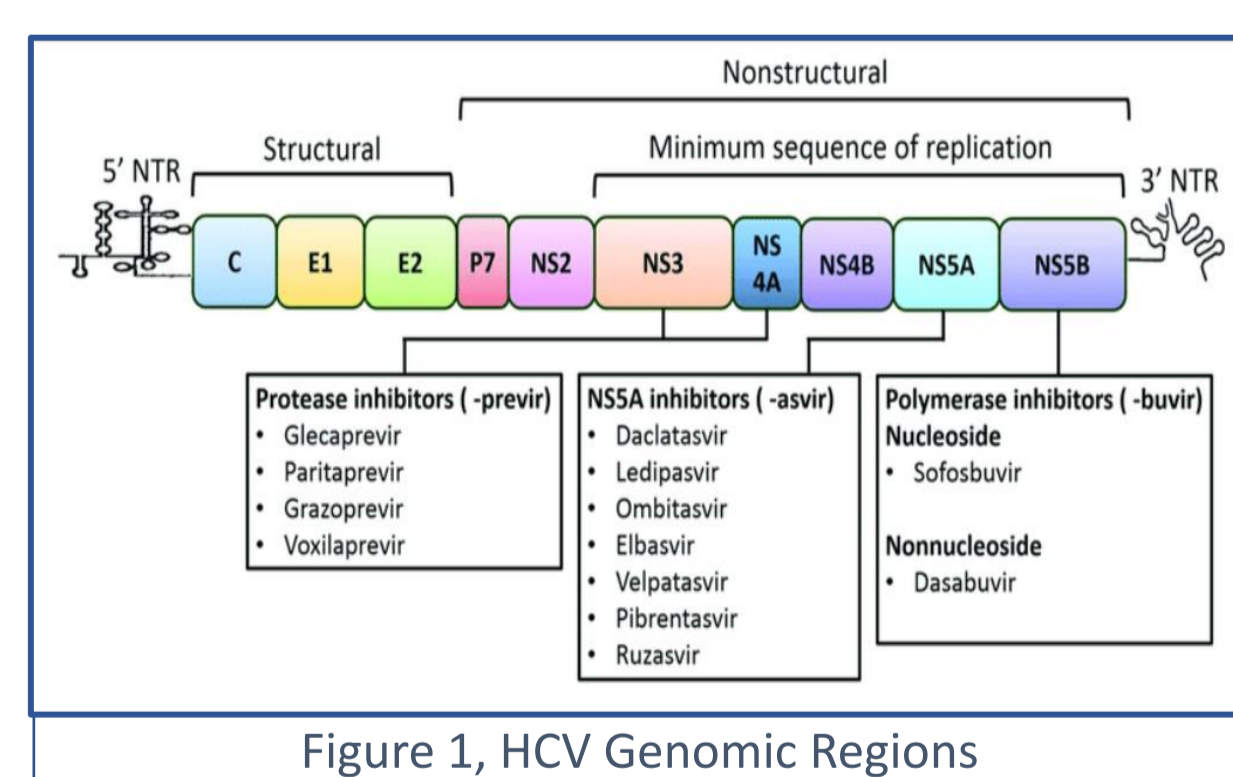 Nonstructural
Structural
Minimum sequence of replication
5′ NTR
3′ NTR
C
E1
E2
P7
NS2
NS3
NS
4A
NS4B
NS5A
NS5B
Protease inhibitors ( -previr)
• Glecaprevir
• Paritaprevir
• Grazoprevir
• Voxilaprevir
NS5A inhibitors ( -asvir)
• Daclatasvir
• Ledipasvir
• Ombitasvir
• Elbasvir
• Velpatasvir
• Pibrentasvir
• Ruzasvir
Polymerase inhibitors ( -buvir)
Nucleoside
• Sofosbuvir
Nonnucleoside
• Dasabuvir
Figure 1, HCV Genomic Regions